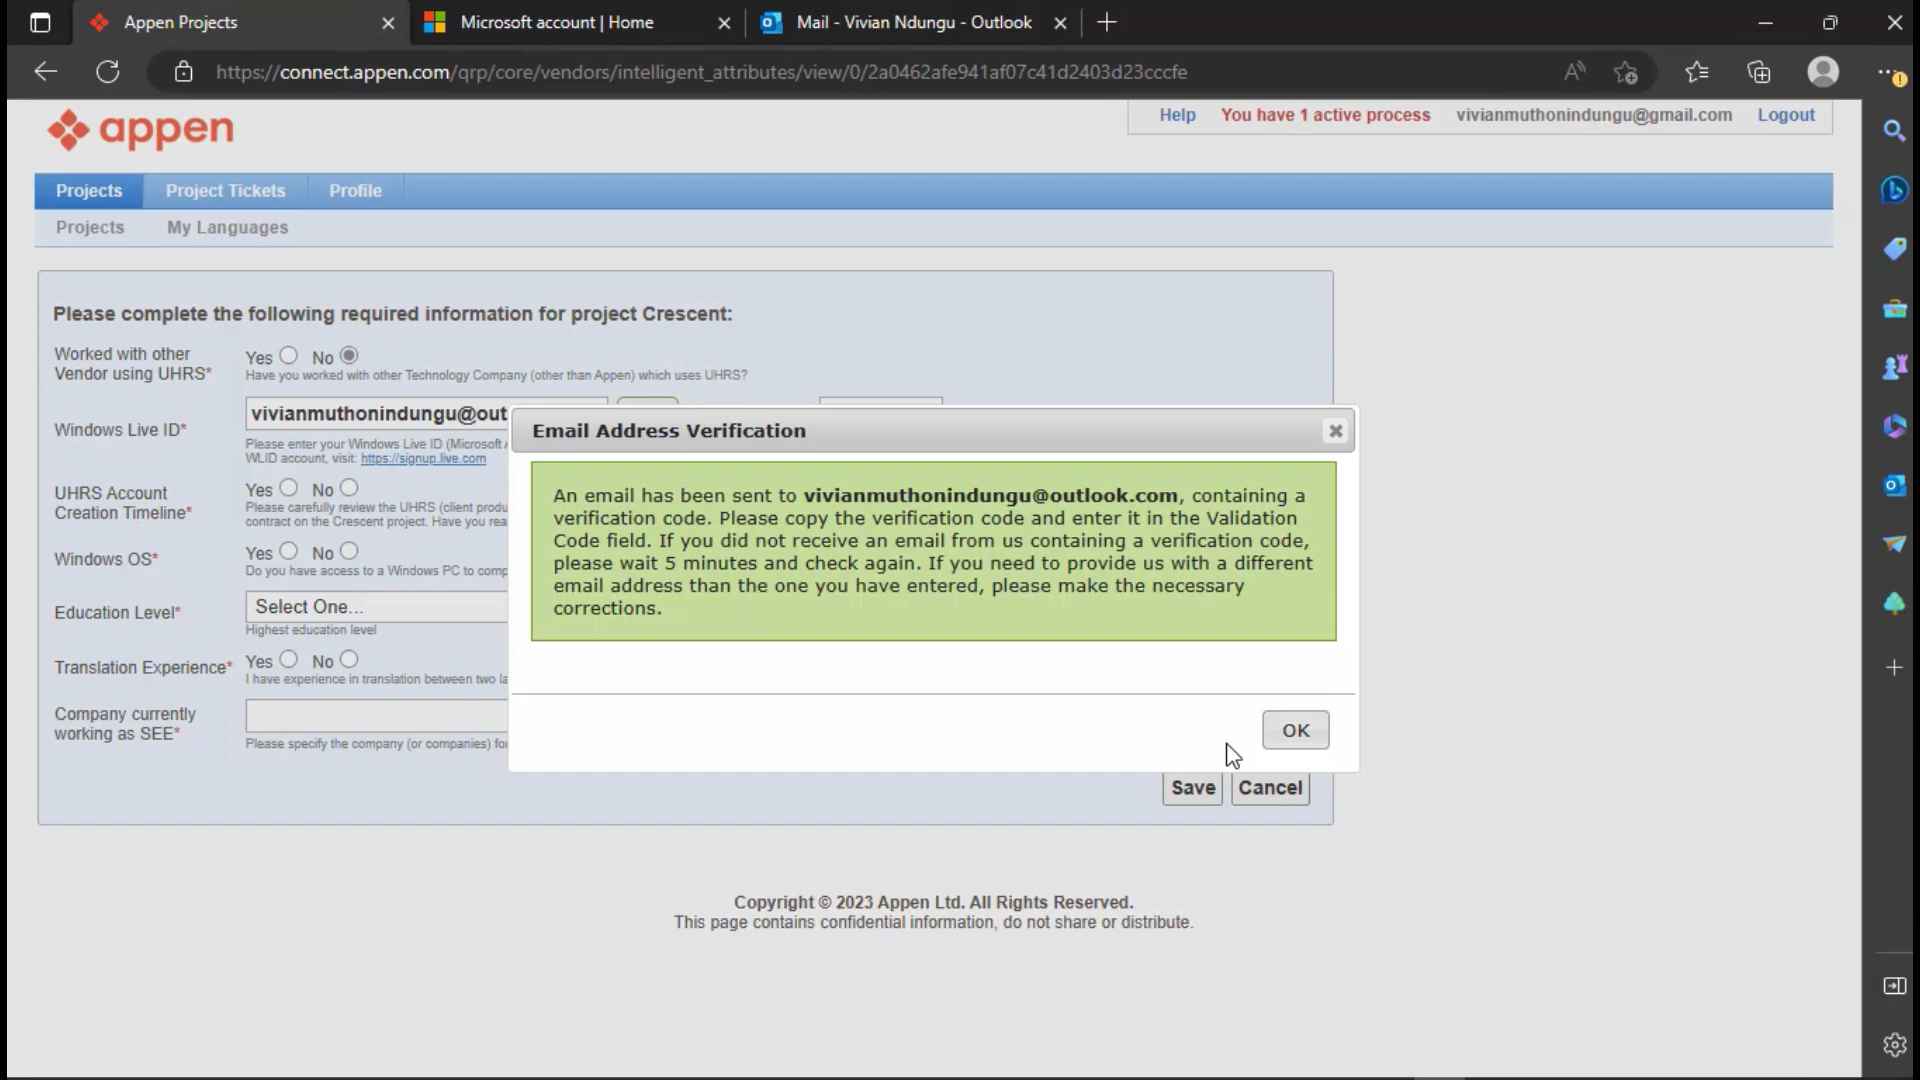 Appen Projects
Microsoft account | Home
Mail - Vivian Ndungu - Outlook
https://connect.appen.com/qrp/core/vendors/intelligent_attributes/view/0/2a0462afe941af07c41d2403d23cccfe
appen
Help You have 1 active process vivianmuthonindungu@gmail.com Logout
Projects Project Tickets Profile
Projects My Languages
Please complete the following required information for project Crescent:
Worked with other
Vendor using UHRS*
Yes No
Have you worked with other Technology Company (other than Appen) which uses UHRS?
Windows Live ID*
vivianmuthonindungu@out
Please enter your Windows Live ID (Microsoft
WLID account, visit: https://signup.live.com
UHRS Account
Creation Timeline*
Yes No
Please carefully review the UHRS (client produ
contract on the Crescent project. Have you rea
Windows OS*
Yes No
Do you have access to a Windows PC to comp
Education Level*
Select One...
Highest education level
Translation Experience*
Yes No
I have experience in translation between two la
Company currently
working as SEE*
Please specify the company (or companies) fo
Email Address Verification
An email has been sent to vivianmuthonindungu@outlook.com, containing a
verification code. Please copy the verification code and enter it in the Validation
Code field. If you did not receive an email from us containing a verification code,
please wait 5 minutes and check again. If you need to provide us with a different
email address than the one you have entered, please make the necessary
corrections.
OK
Save Cancel
Copyright © 2023 Appen Ltd. All Rights Reserved.
This page contains confidential information, do not share or distribute.